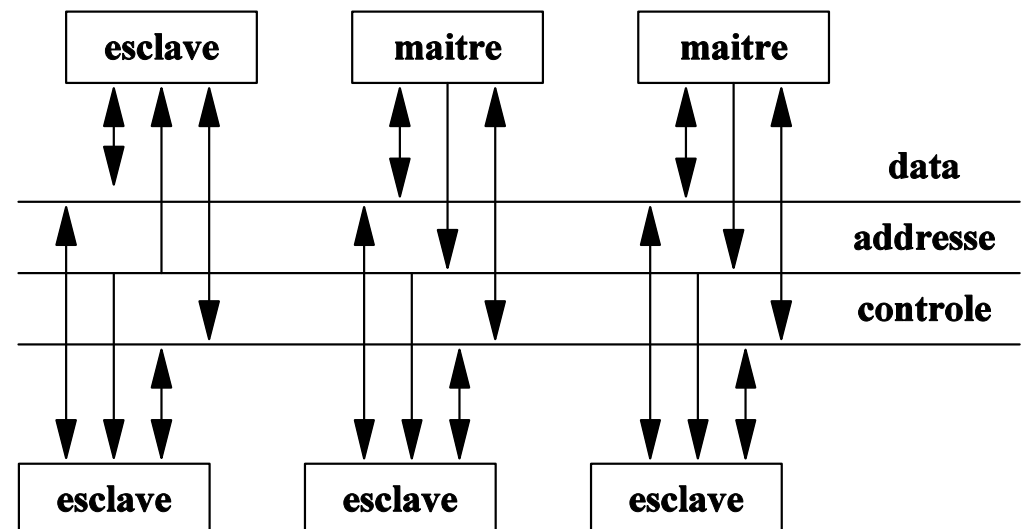 esclave maitre maitre
data
addresse
controle
esclave esclave esclave